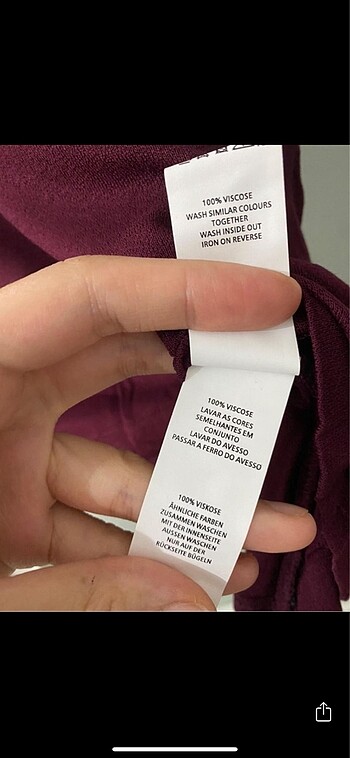 100% VISCOSE
WASH SIMILAR COLOURS
TOGETHER
WASH INSIDE OUT
IRON ON REVERSE
100% VISCOSE
LAVAR AS CORES
SEMELHANTES EM
CONJUNTO
LAVAR DO AVESSO
PASSAR A FERRO DO AVESSO
100% VISKOSE
ÄHNLICHE FARBEN
ZUSAMMEN WASCHEN
MIT DER INNENSEITE
AUSSEN WASCHEN
NUR AUF DER
RÜCKSEITE BÜGELN